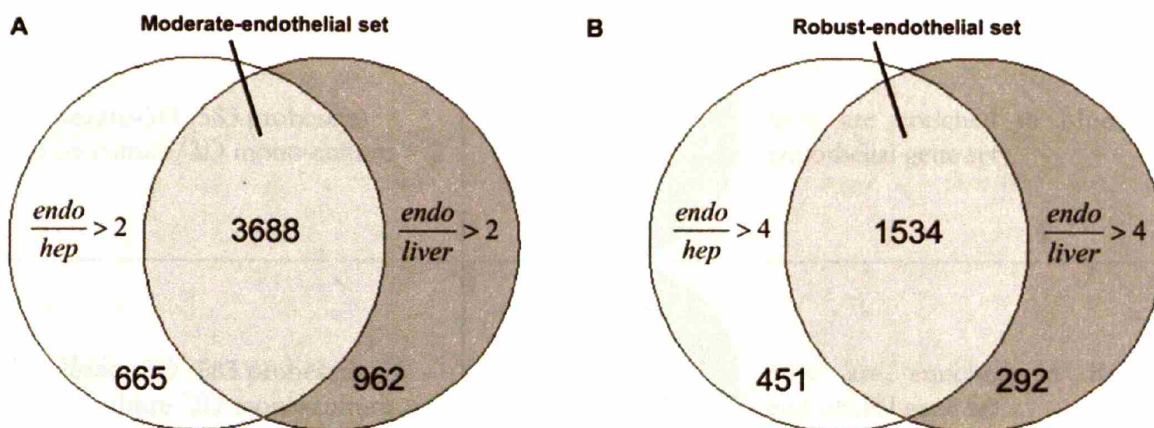 A
Moderate-endothelial set
endo
hep
> 2
3688
endo
liver
> 2
665
962
B
Robust-endothelial set
endo
hep
> 4
1534
endo
liver
> 4
451
292